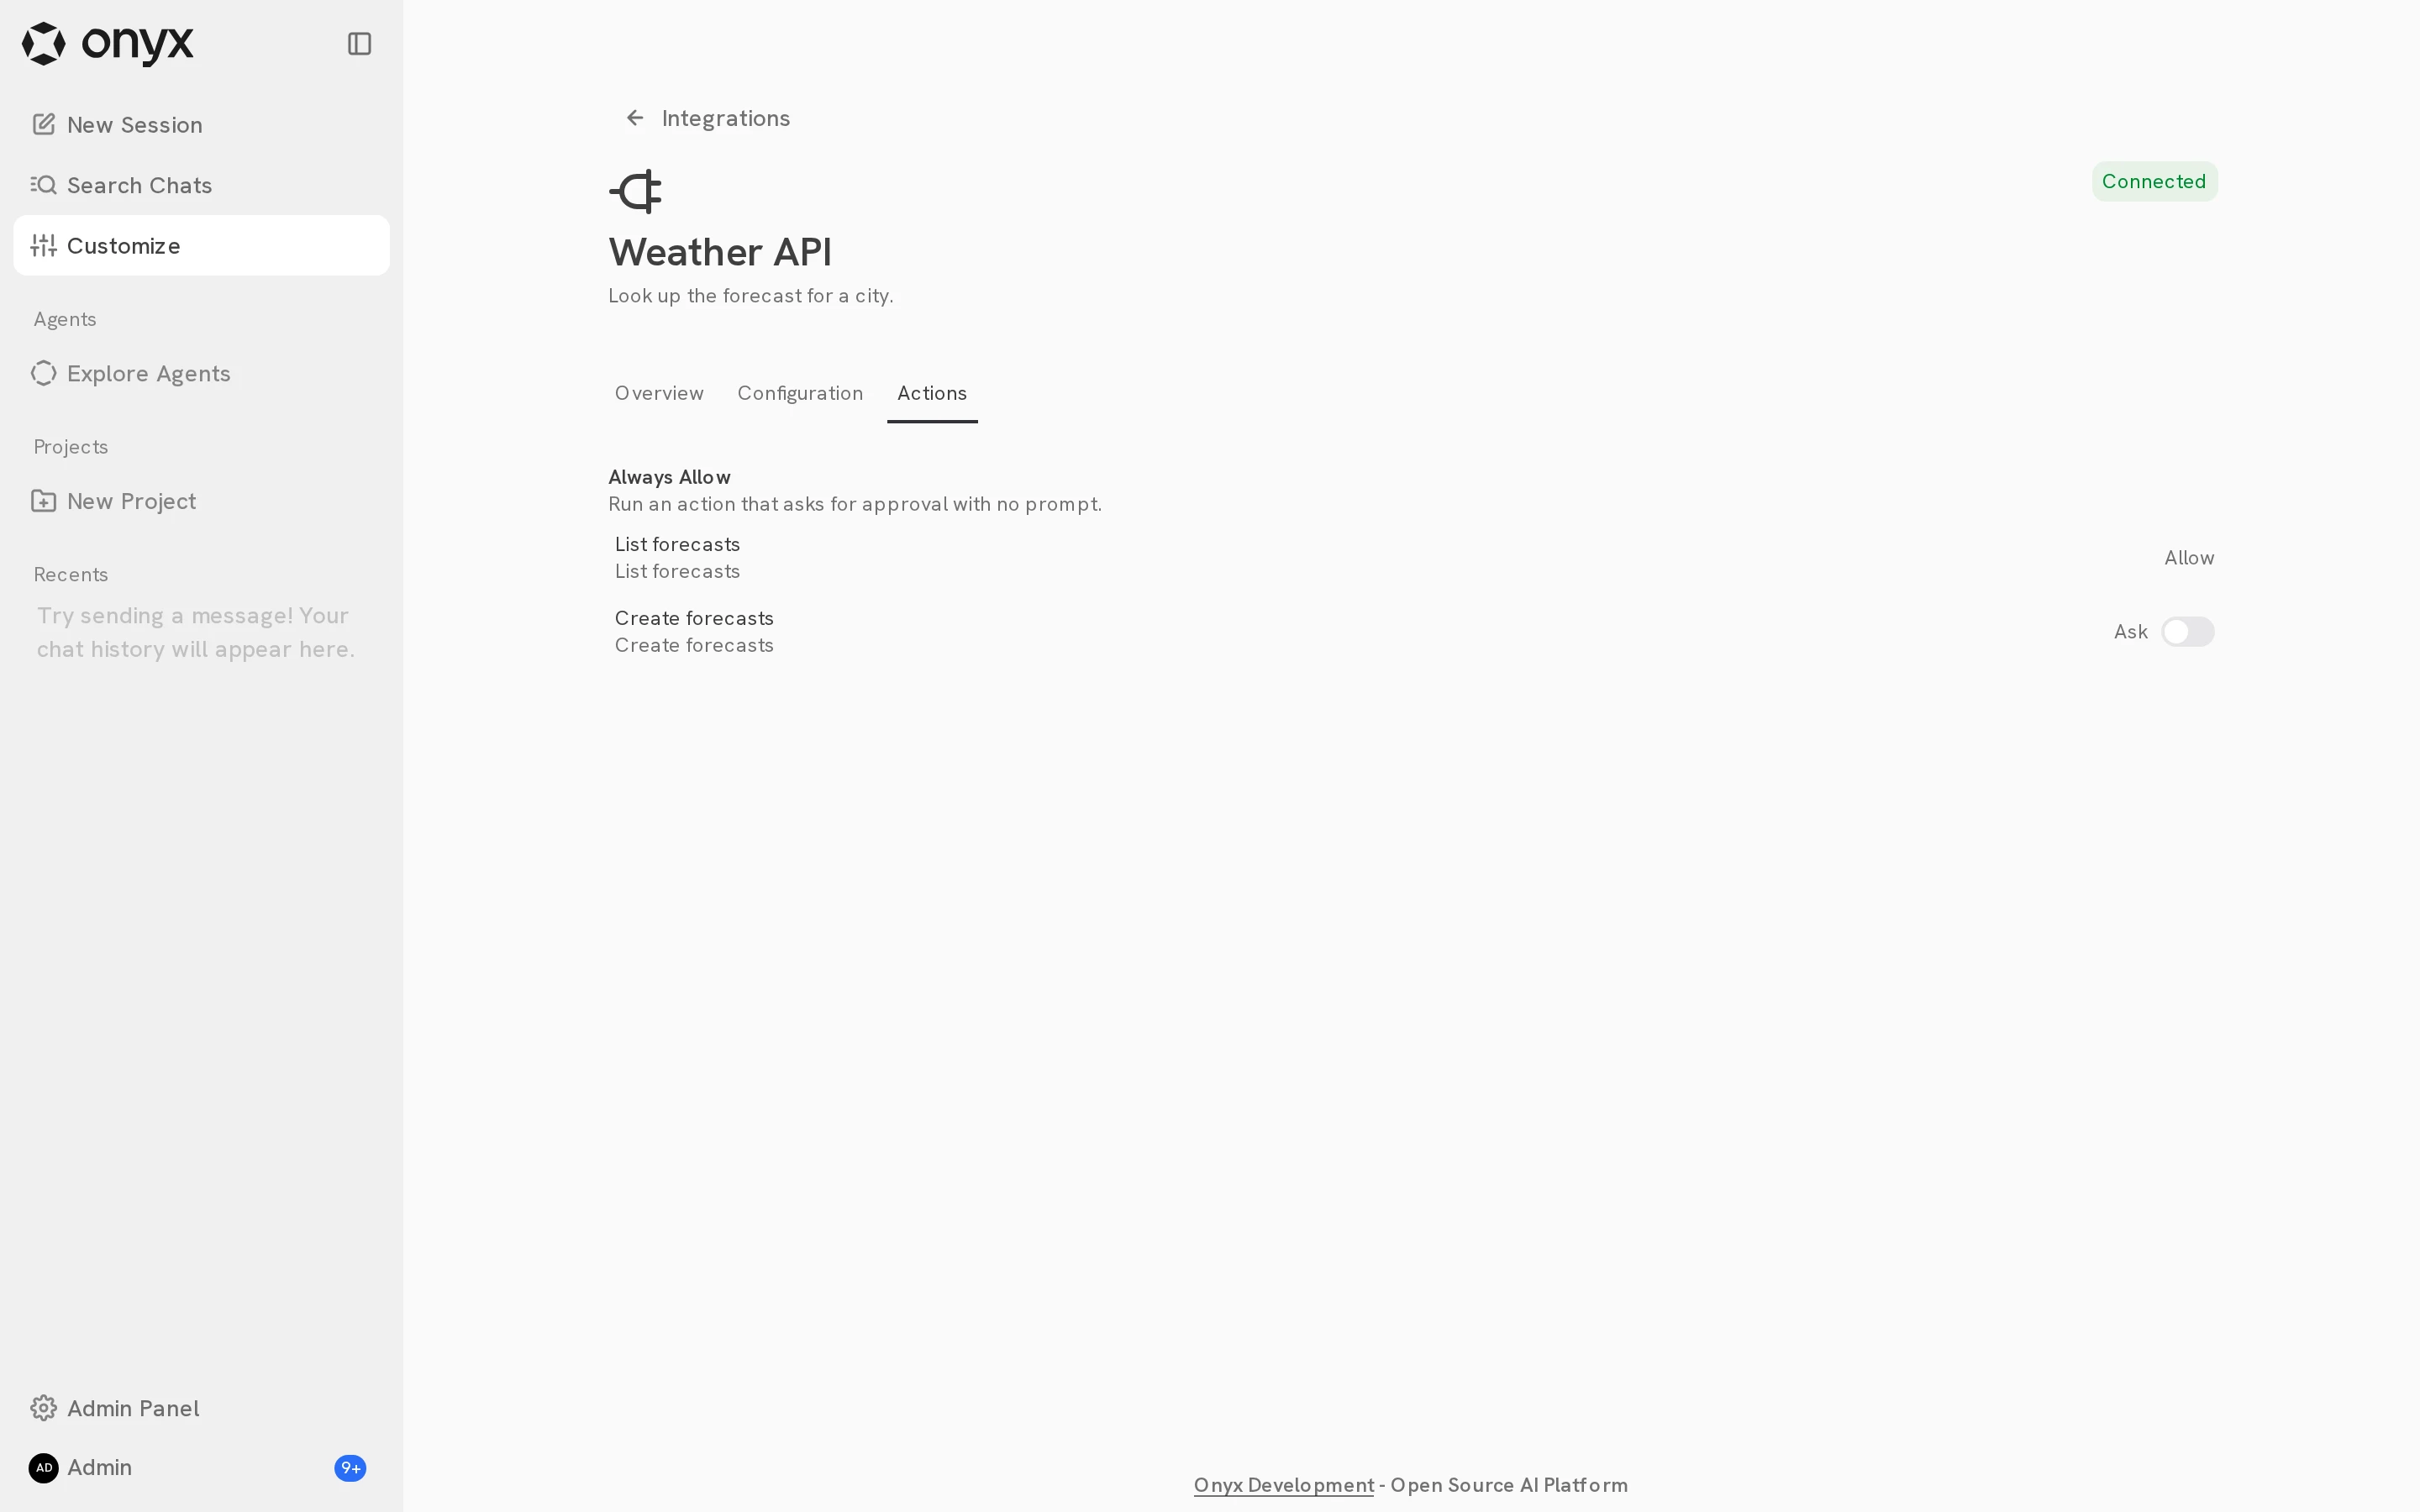 onyx
New Session
Search Chats
Customize
Agents
Explore Agents
Projects
New Project
Recents
Try sending a message! Your
chat history will appear here.
Admin Panel
AD Admin 9+
Integrations
Connected
Weather API
Look up the forecast for a city.
Overview Configuration Actions
Always Allow
Run an action that asks for approval with no prompt.
List forecasts
List forecasts
Allow
Create forecasts
Create forecasts
Ask
Onyx Development - Open Source AI Platform